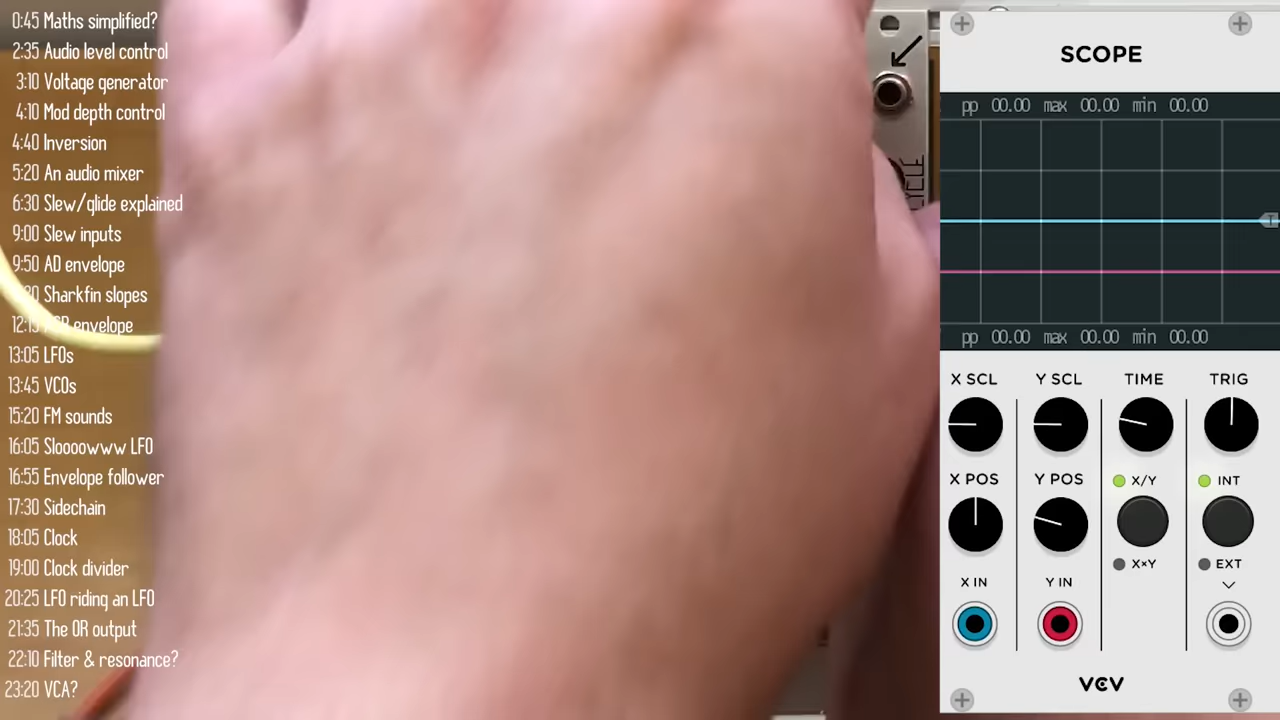 0:45 Maths simplified?
2:35 Audio level control
3:10 Voltage generator
4:10 Mod depth control
4:40 Inversion
5:20 An audio mixer
6:30 Slew/glide explained
9:00 Slew inputs
9:50 AD envelope
Sharkfin slopes
envelope
13:05 LFOs
13:45 VCOs
15:20 FM sounds
16:05 Sloooowww LFO
16:55 Envelope follower
17:30 Sidechain
18:05 Clock
19:00 Clock divider
20:25 LFO riding an LFO
21:35 The OR output
22:10 Filter & resonance?
23:20 VCA?
SCOPE
pp 00.00 max 00.00 min 00.00
T
pp 00.00 max 00.00 min 00.00
X SCL Y SCL TIME TRIG
X POS Y POS X/Y INT
X×Y EXT
X IN Y IN
VCV